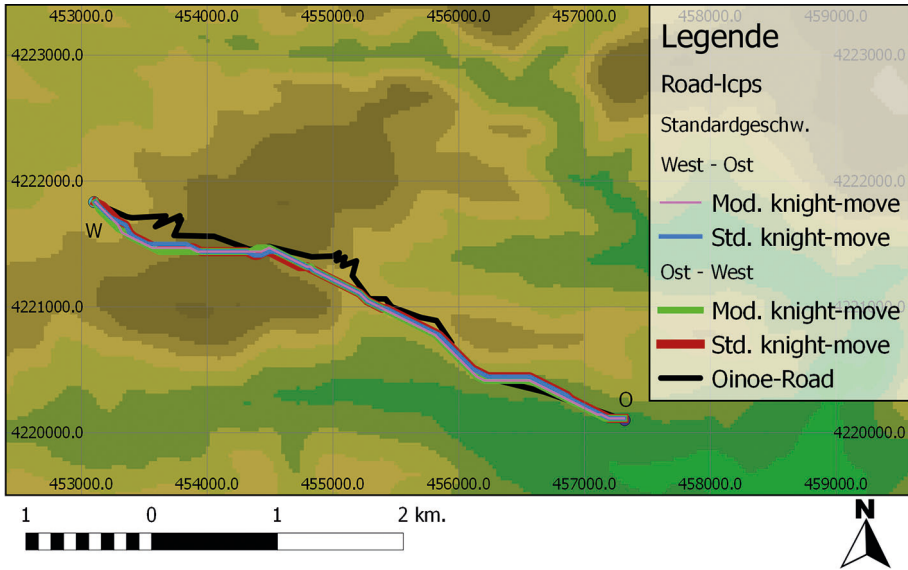 453000.0 454000.0 455000.0 456000.0 457000.0 458000.0 459000.0
4223000.0 4223000.0
4222000.0 4222000.0
4221000.0 4221000.0
4220000.0 4220000.0
W
O
Legende
Road-lcps
Standardgeschw.
West - Ost
Mod. knight-move
Std. knight-move
Ost - West
Mod. knight-move
Std. knight-move
Oinoe-Road
453000.0 454000.0 455000.0 456000.0 457000.0 458000.0 459000.0
1 0 1 2 km.
N